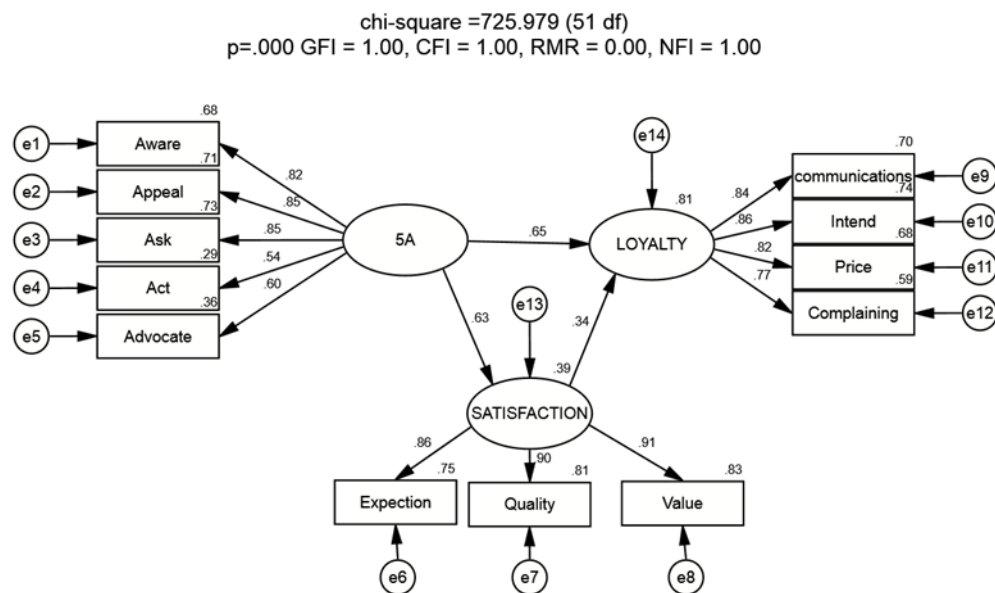 chi-square =725.979 (51 df)
p=.000 GFI = 1.00, CFI = 1.00, RMR = 0.00, NFI = 1.00
.68
e1
Aware
.71
e2
Appeal
.73
e3
Ask
.29
e4
Act
.36
e5
Advocate
.82
.85
.85
.54
.60
5A
.65
.63
e14
.81
LOYALTY
.84
.86
.82
.77
.70
communications
e9
.74
Intend
e10
.68
Price
e11
.59
Complaining
e12
e13
.34
.39
SATISFACTION
.86
.90
.91
.75
Expection
.81
Quality
.83
Value
e6
e7
e8